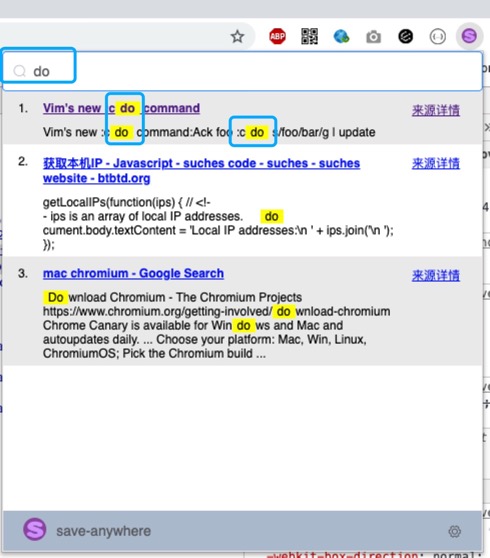 ABP
do
1. Vim's new :c do command 来源详情
Vim's new :c do command:Ack foo :c do s/foo/bar/g | update
2. 获取本机IP - Javascript - suches code - suches - suches 来源详情
website - btbtd.org
getLocalIPs(function(ips) { // <!-
- ips is an array of local IP addresses. do
cument.body.textContent = 'Local IP addresses:\n ' + ips.join('\n ');
});
3. mac chromium - Google Search 来源详情
Do wnload Chromium - The Chromium Projects
https://www.chromium.org/getting-involved/ do wnload-chromium
Chrome Canary is available for Win do ws and Mac and
autoupdates daily. ... Choose your platform: Mac, Win, Linux,
ChromiumOS; Pick the Chromium build ...
S save-anywhere
-webkit-box-direction: normal;